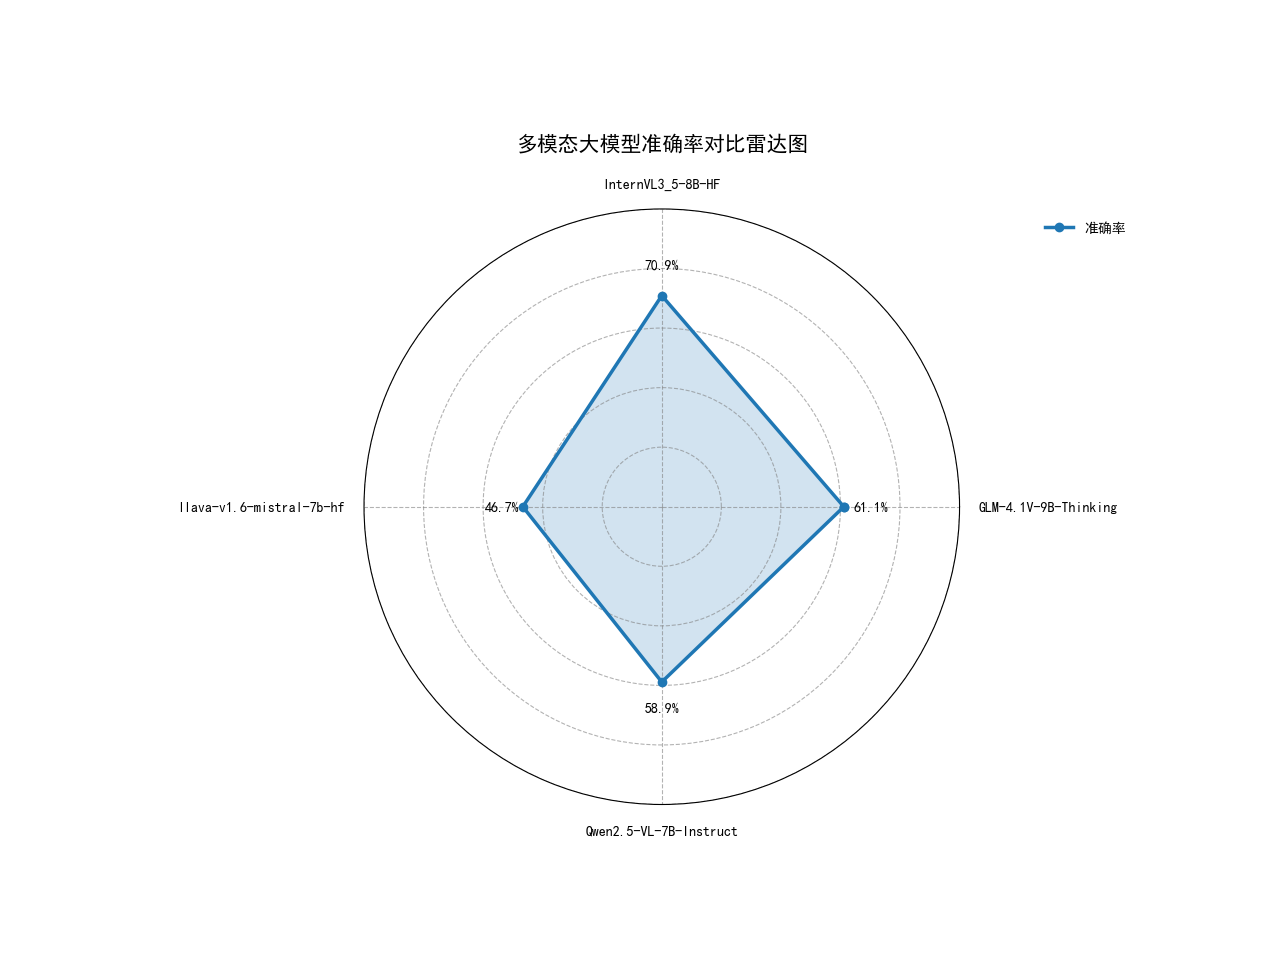 多模态大模型准确率对比雷达图
InternVL3_5-8B-HF
准确率
70.9%
llava-v1.6-mistral-7b-hf
46.7%
61.1%
GLM-4.1V-9B-Thinking
58.9%
Qwen2.5-VL-7B-Instruct